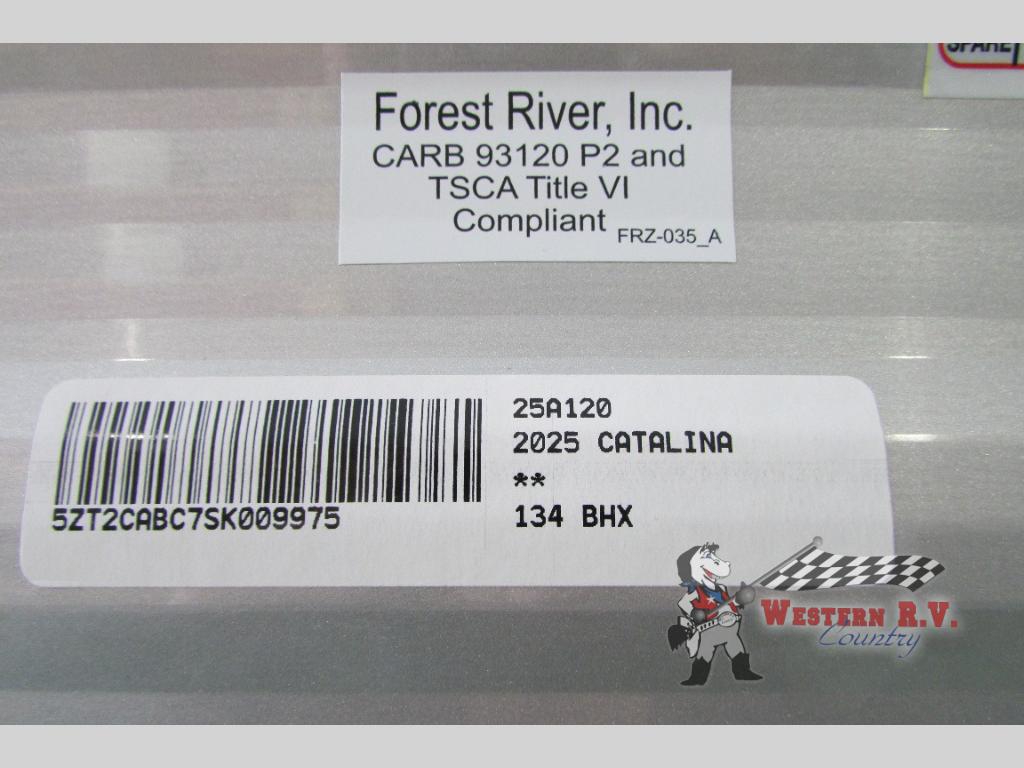 SPARE
Forest River, Inc.
CARB 93120 P2 and
TSCA Title VI
Compliant
FRZ-035_A
25A120
2025 CATALINA
**
134 BHX
5ZT2CABC7SK009975
WESTERN R.V.
Country